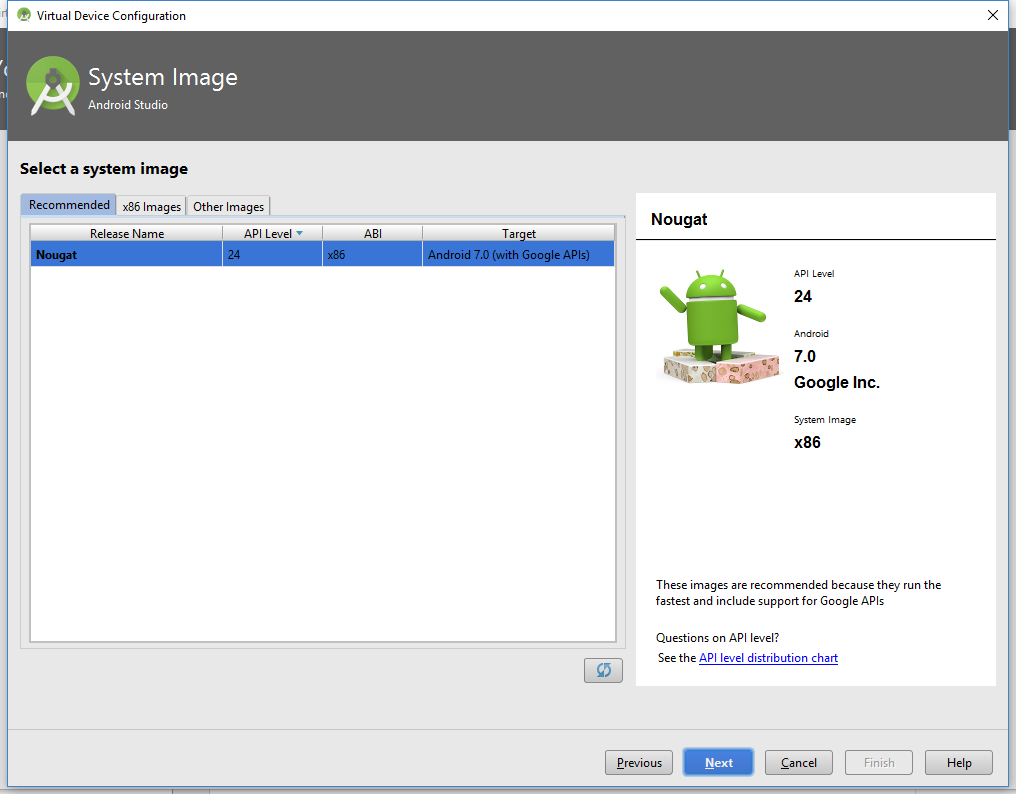 Virtual Device Configuration
System Image
Android Studio
Select a system image
Recommended x86 Images Other Images
Release Name API Level ABI Target
Nougat 24 x86 Android 7.0 (with Google APIs)
Nougat
API Level
24
Android
7.0
Google Inc.
System Image
x86
These images are recommended because they run the
fastest and include support for Google APIs
Questions on API level?
See the API level distribution chart
Previous Next Cancel Finish Help